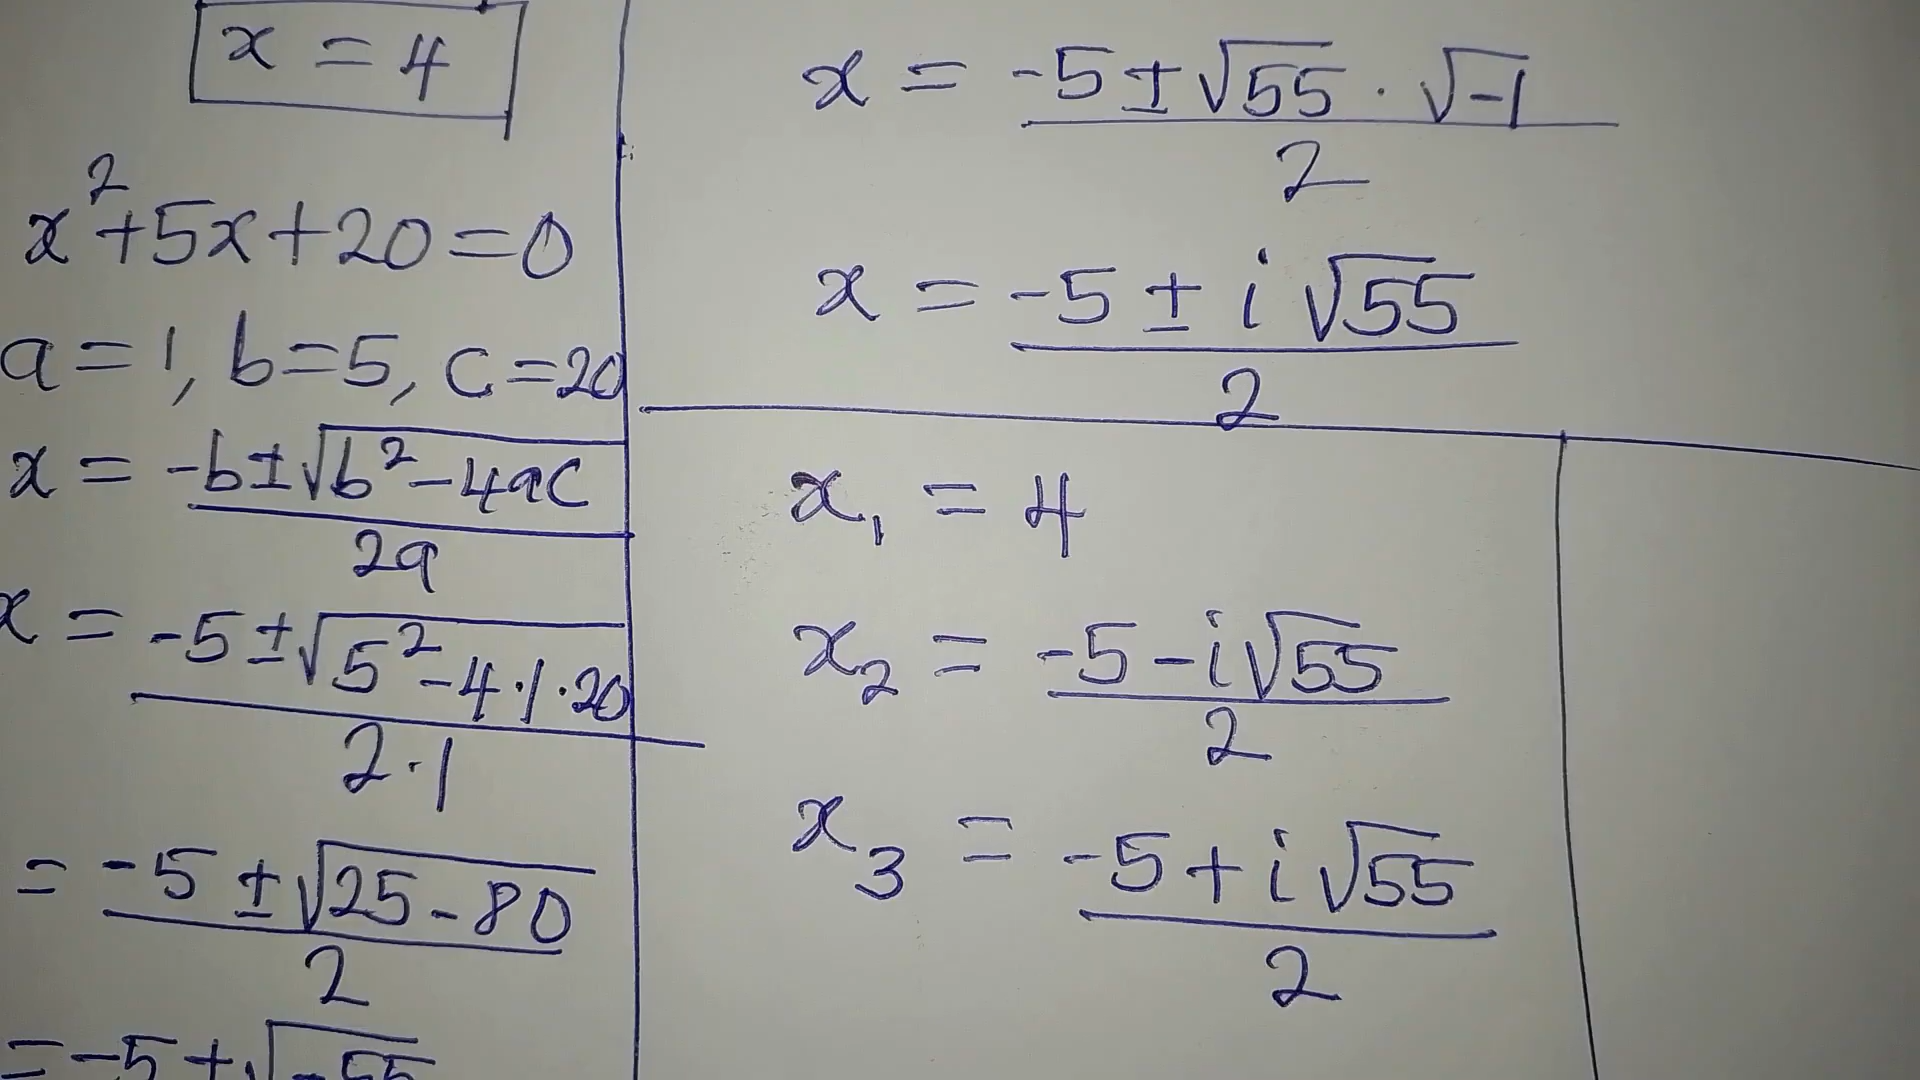 x = 4
x²+5x+20=0
a=1, b=5, c=20
x = -b±√b²-4ac
2a
x = -5±√5²-4·1·20
2·1
= -5±√25-80
2
= -5±√-55
x = -5±√55·√-1
2
x = -5±i√55
2
x₁ = 4
x₂ = -5-i√55
2
x₃ = -5+i√55
2